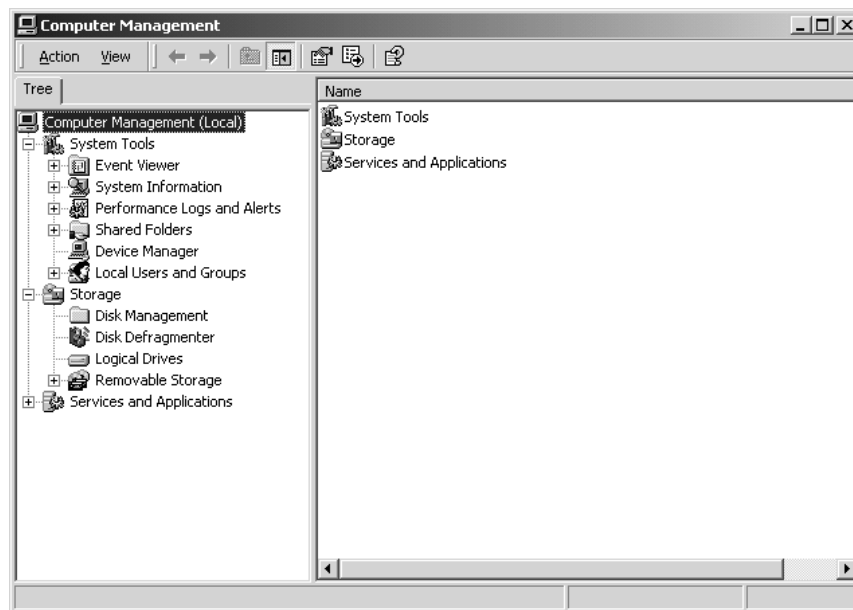 Computer Management
Action View
Tree
Name
Computer Management (Local)
System Tools
Event Viewer
System Information
Performance Logs and Alerts
Shared Folders
Device Manager
Local Users and Groups
Storage
Disk Management
Disk Defragmenter
Logical Drives
Removable Storage
Services and Applications
System Tools
Storage
Services and Applications